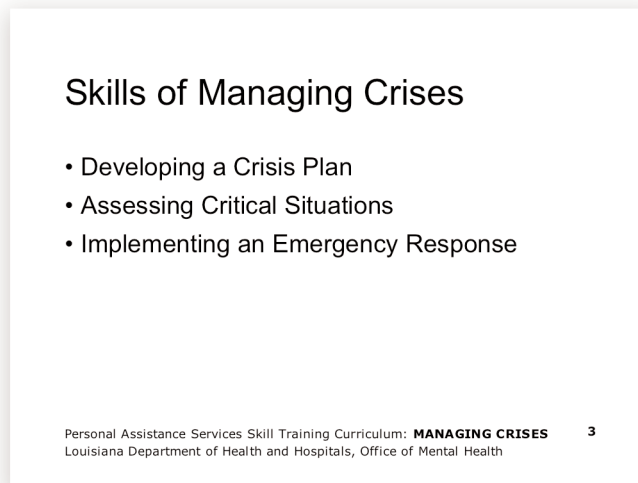 Skills of Managing Crises
• Developing a Crisis Plan
• Assessing Critical Situations
• Implementing an Emergency Response
Personal Assistance Services Skill Training Curriculum: MANAGING CRISES 3
Louisiana Department of Health and Hospitals, Office of Mental Health